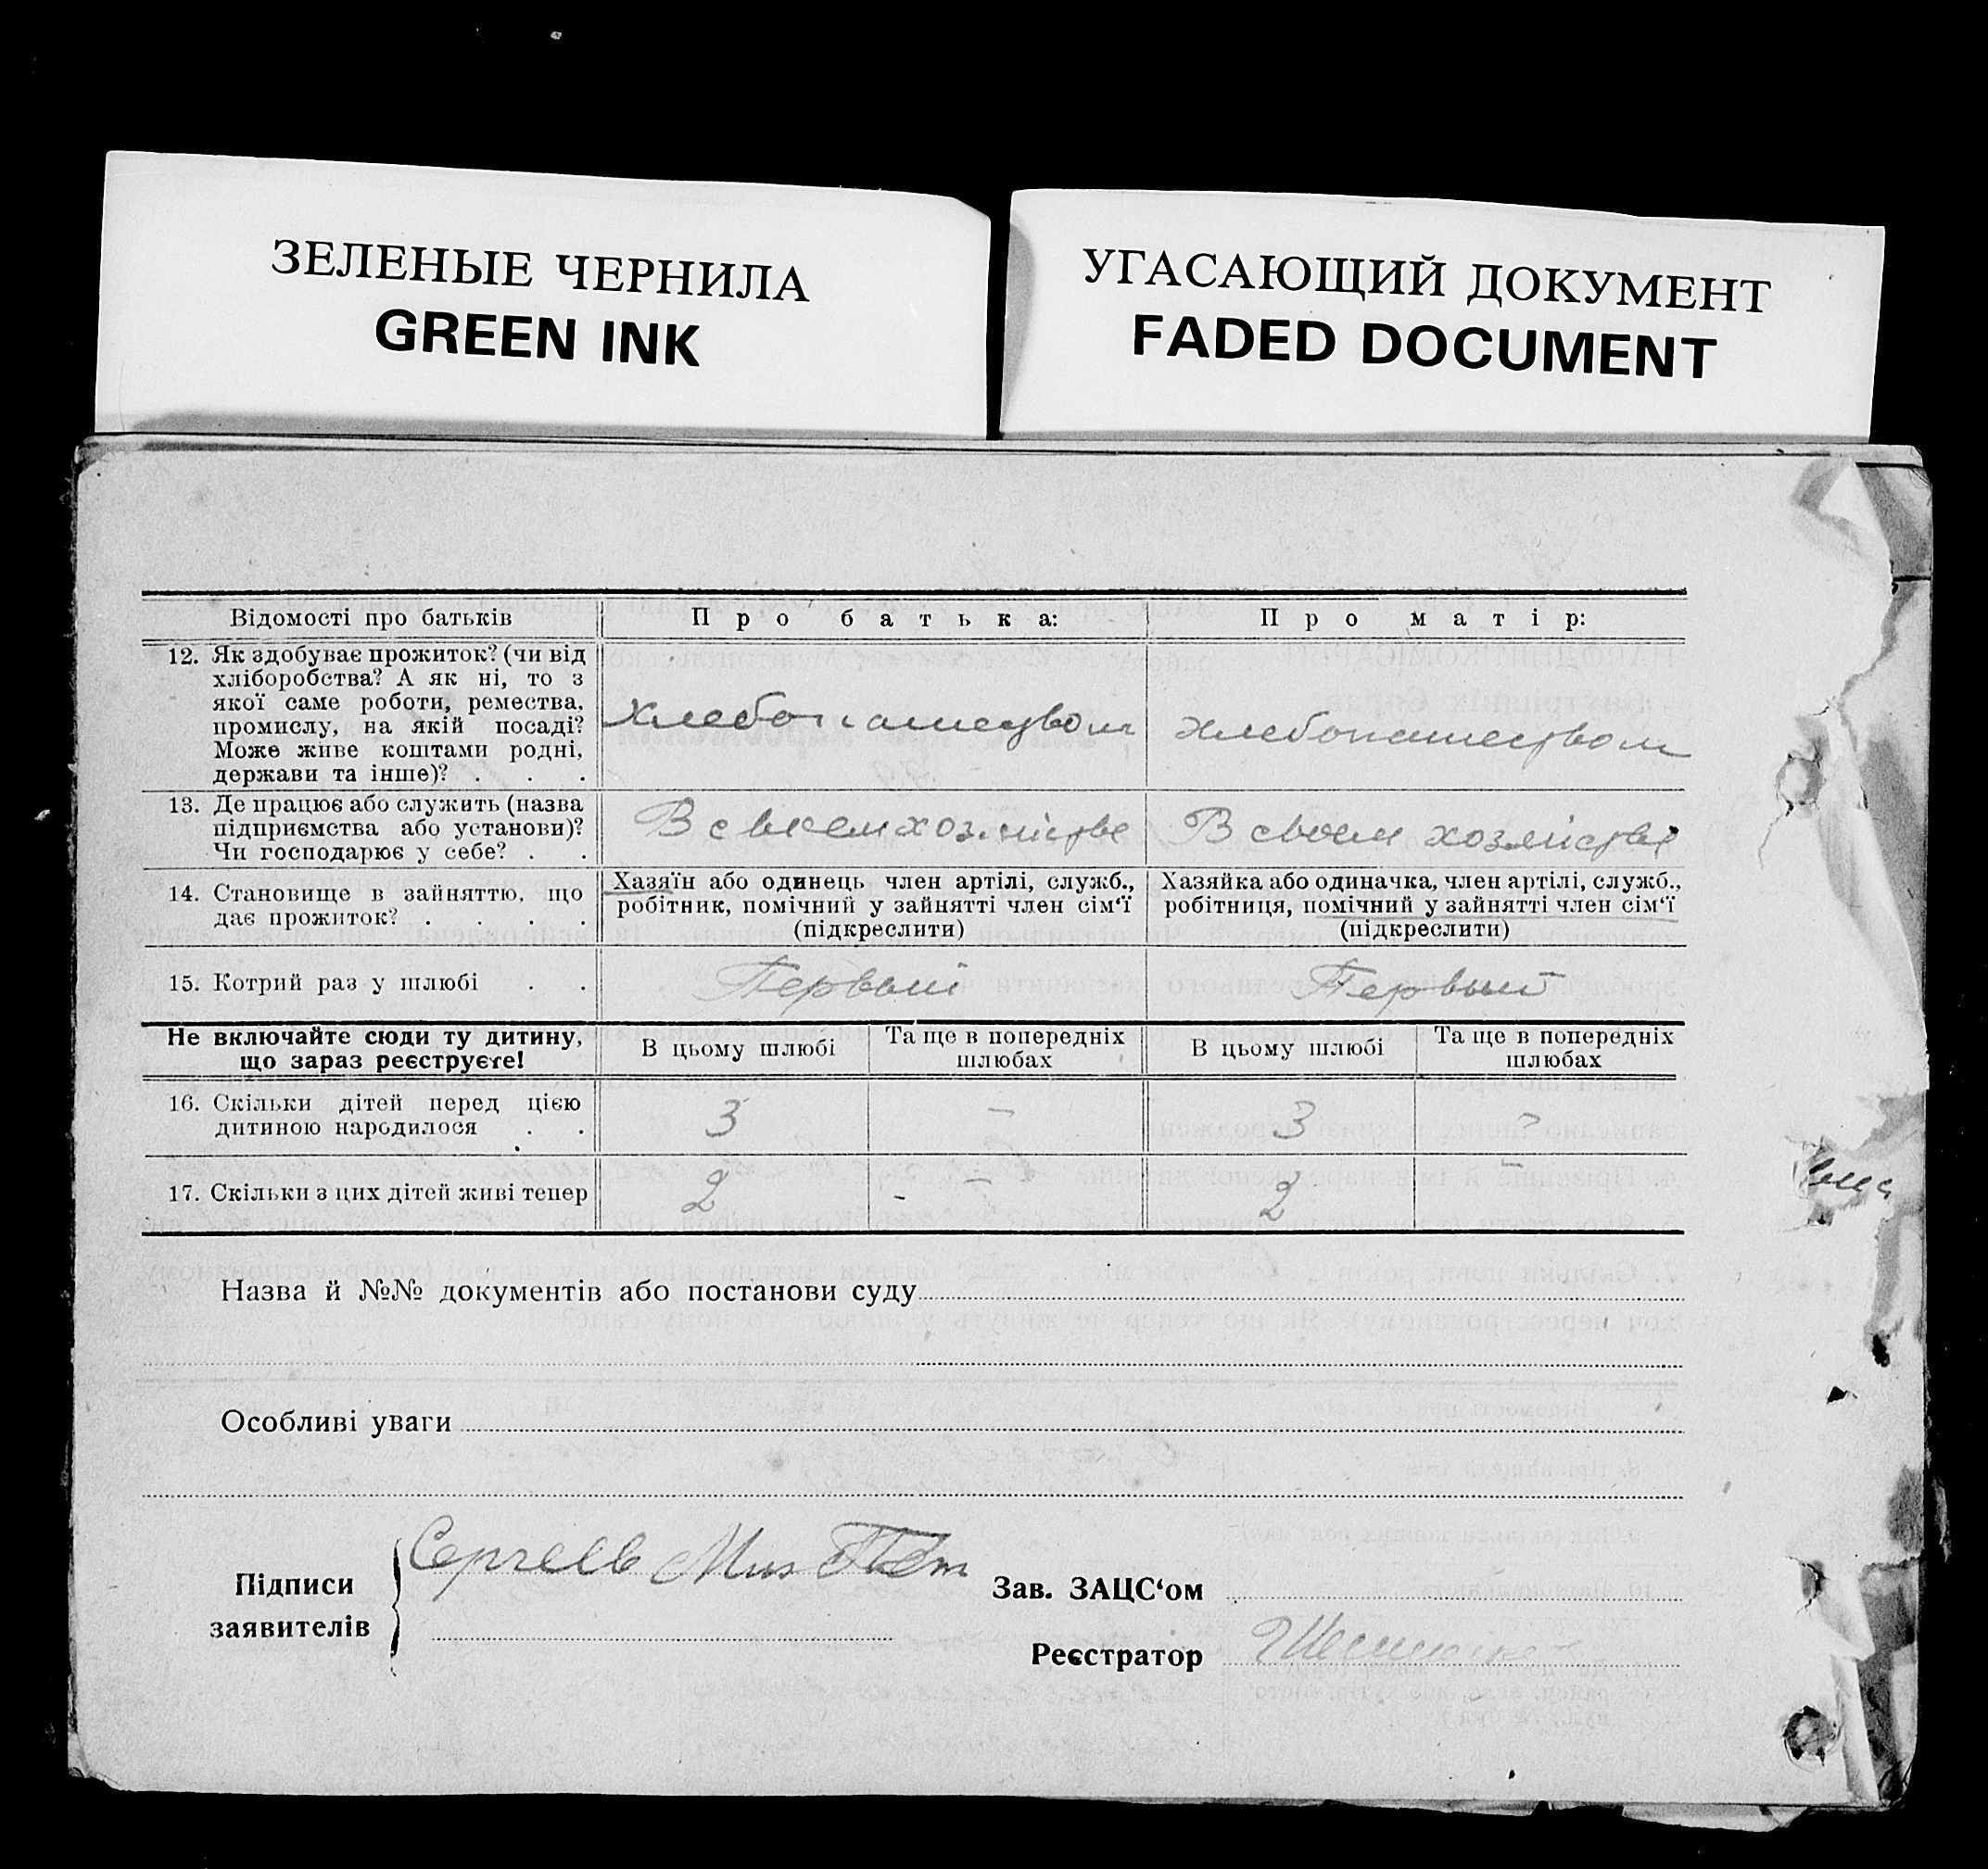 ЗЕЛЕНЫЕ ЧЕРНИЛА
GREEN INK
УГАСАЮЩИЙ ДОКУМЕНТ
FADED DOCUMENT
Відомості про батьків
Про батька:
Про матір:
12. Як здобуває прожиток? (чи від
хліборобства? А як ні, то з
якої саме роботи, ремества,
промислу, на якій посаді?
Може живе коштами родні,
держави та інше)? . . .
Хлебопашеством
Хлебопашеством
13. Де працює або служить (назва
підприємства або установи)?
Чи господарює у себе? . .
В своем хозяйстве
В своем хозяйстве
14. Становище в зайняттю, що
дає прожиток? . . . .
Хазяїн або одинець член артілі, служб.,
робітник, помічний у зайнятті член сім‘ї
(підкреслити)
Хазяйка або одиначка, член артілі, служб.,
робітниця, помічний у зайнятті член сім‘ї
(підкреслити)
15. Котрий раз у шлюбі . .
Первый
Первый
Не включайте сюди ту дитину,
що зараз реєструєте!
В цьому шлюбі
Та ще в попередніх
шлюбах
В цьому шлюбі
Та ще в попередніх
шлюбах
16. Скільки дітей перед цією
дитиною народилося . .
3
–
3
–
17. Скільки з цих дітей живі тепер
2
–
2
–
Назва й №№ документів або постанови суду
Особливі уваги
Підписи
заявителів
Сергеев Мих
Зав. ЗАЦС‘ом
Реєстратор